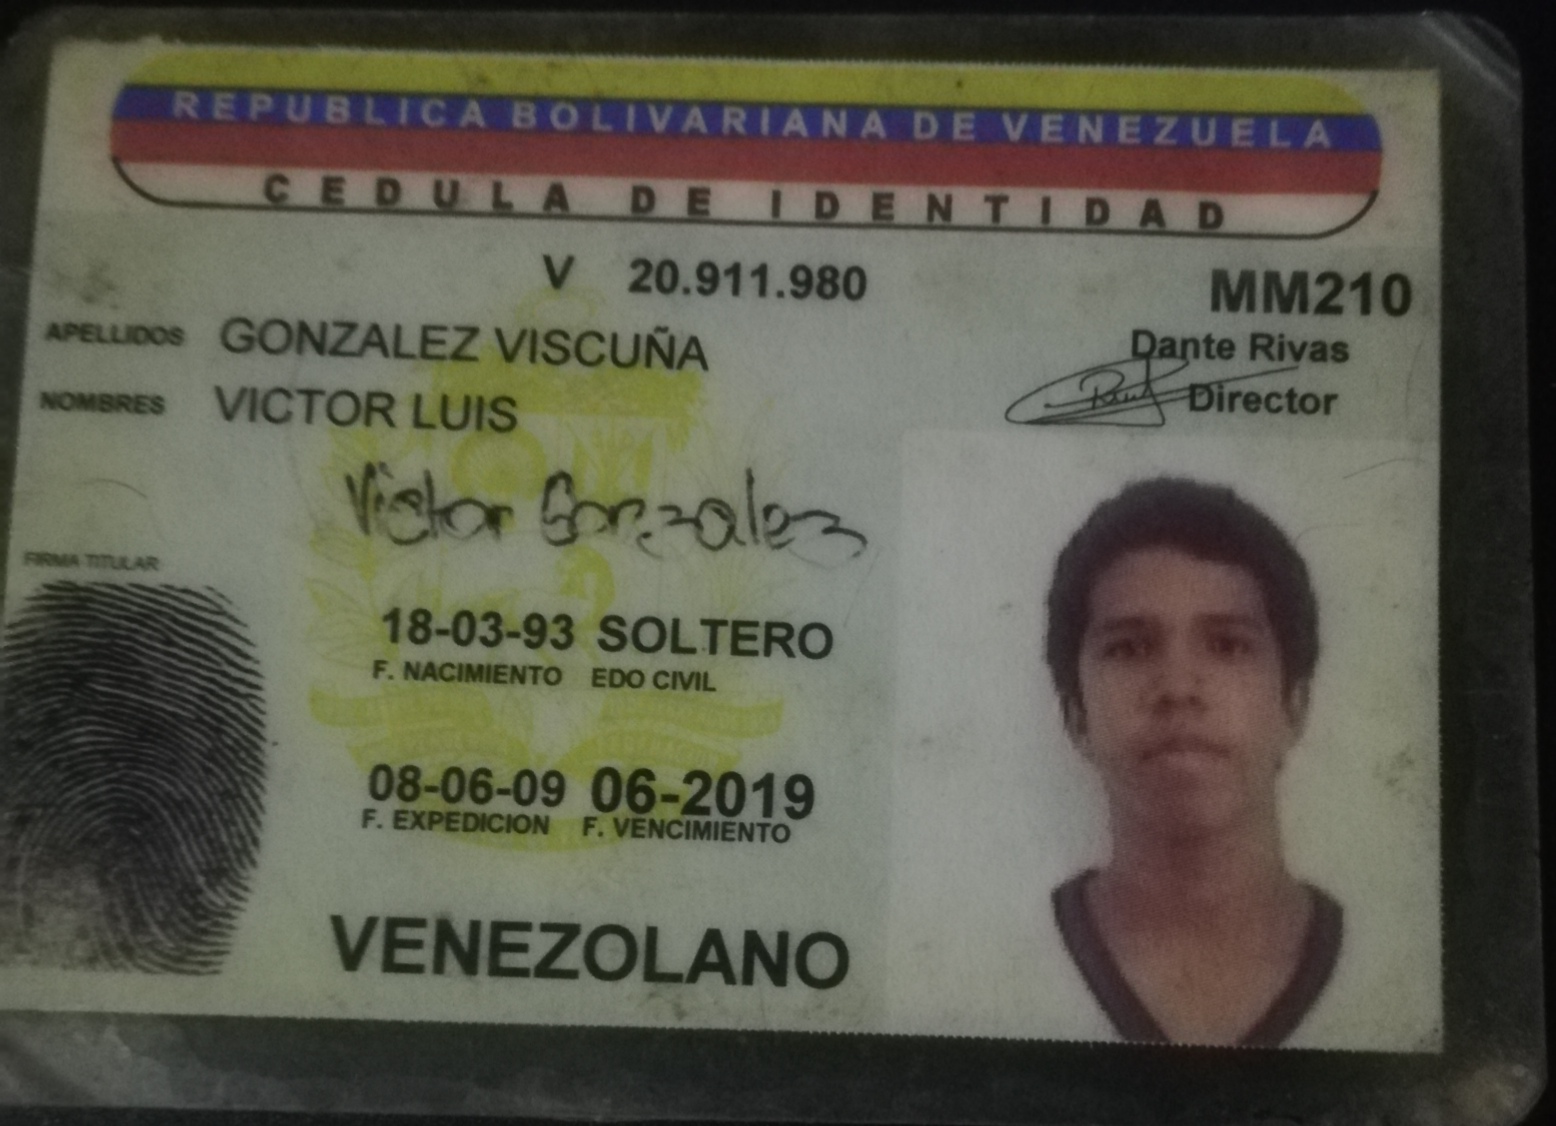 REPUBLICA BOLIVARIANA DE VENEZUELA
CEDULA DE IDENTIDAD
V 20.911.980
MM210
APELLIDOS GONZALEZ VISCUÑA
Dante Rivas
NOMBRES VICTOR LUIS
Director
Victor Gonzalez
FIRMA TITULAR
18-03-93 SOLTERO
F. NACIMIENTO EDO CIVIL
08-06-09 06-2019
F. EXPEDICION F. VENCIMIENTO
VENEZOLANO